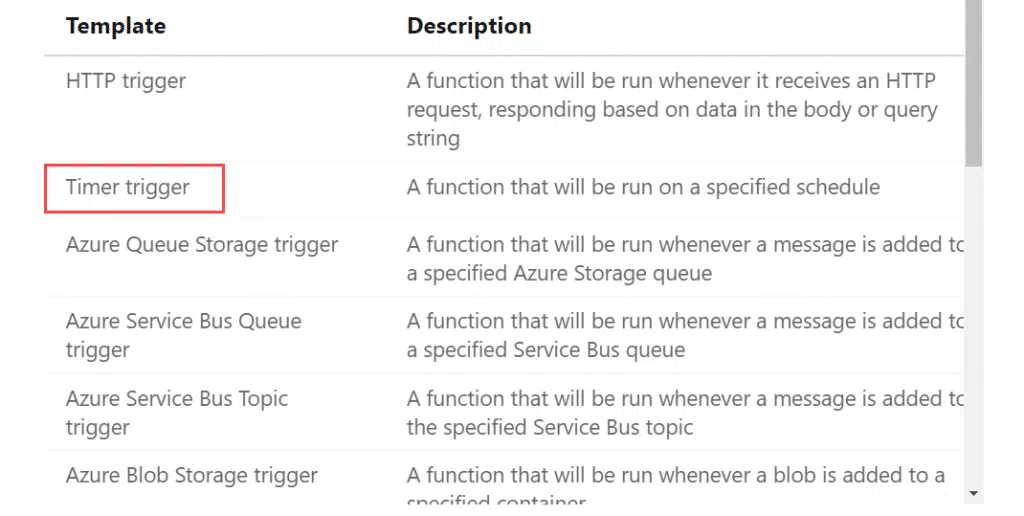 Template Description
HTTP trigger A function that will be run whenever it receives an HTTP
request, responding based on data in the body or query
string
Timer trigger A function that will be run on a specified schedule
Azure Queue Storage trigger A function that will be run whenever a message is added to
a specified Azure Storage queue
Azure Service Bus Queue A function that will be run whenever a message is added to
trigger a specified Service Bus queue
Azure Service Bus Topic A function that will be run whenever a message is added to
trigger the specified Service Bus topic
Azure Blob Storage trigger A function that will be run whenever a blob is added to a
specified container